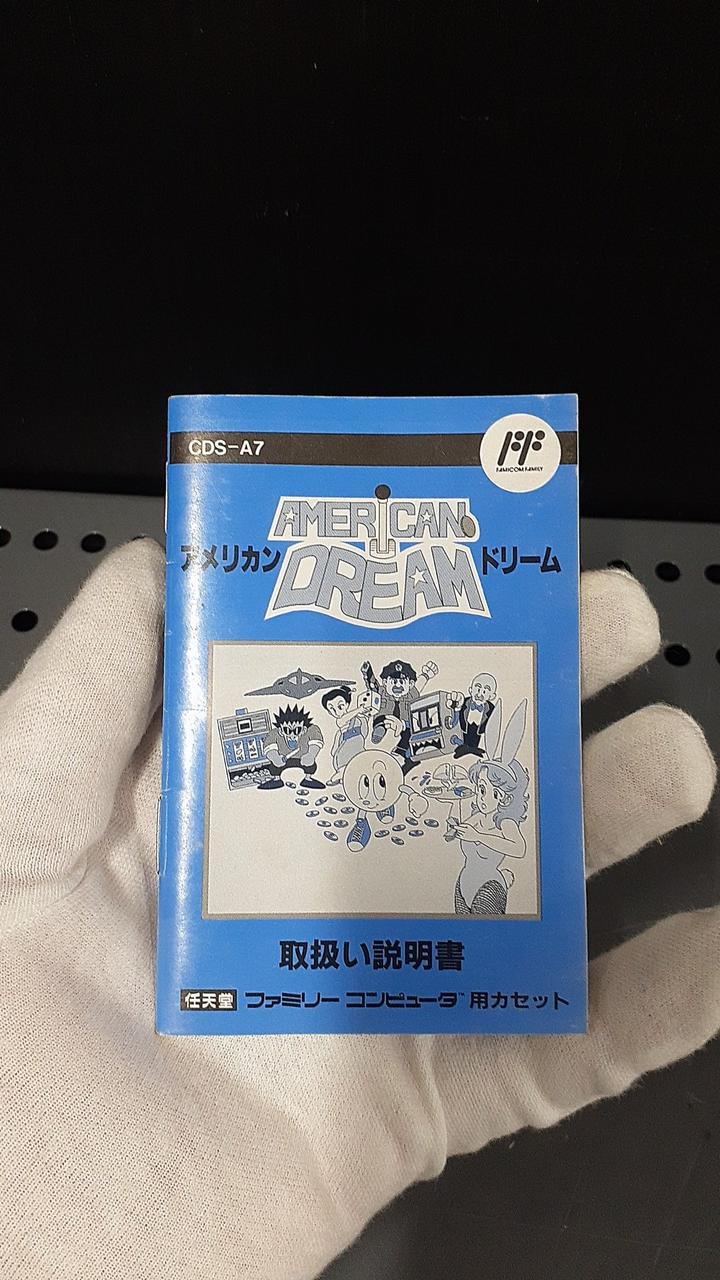 CDS-A7
FAMICOM FAMILY
AMERICAN
アメリカン DREAM ドリーム
取扱い説明書
任天堂 ファミリー コンピュータ™ 用カセット